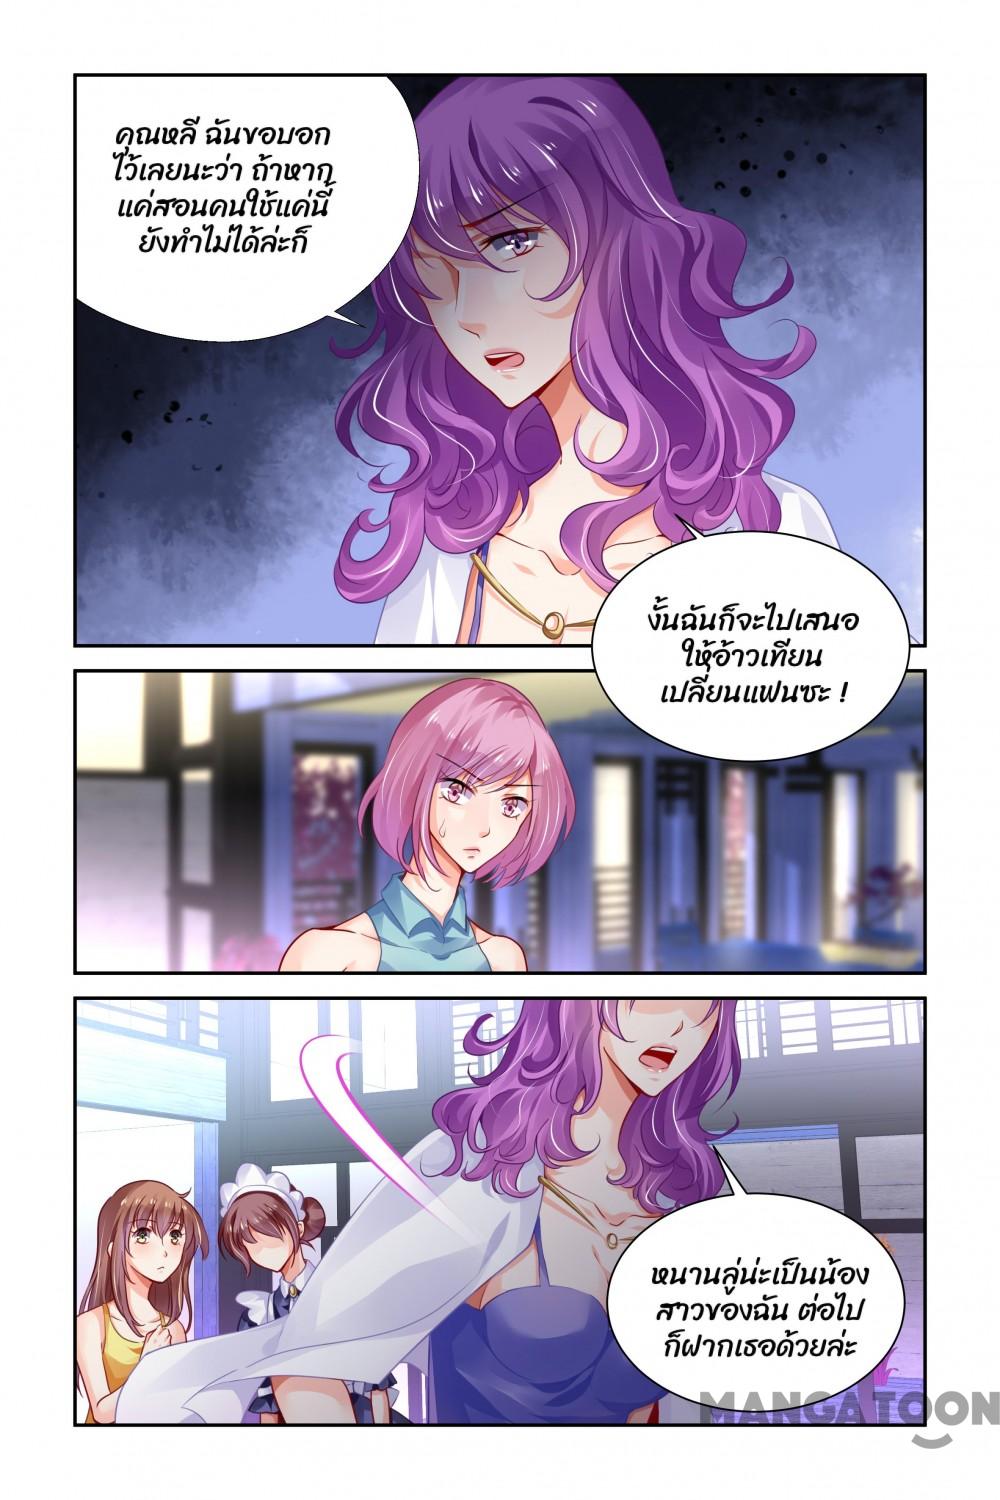 คุณหลี ฉันขอบอก
ไว้เลยนะว่า ถ้าหาก
แค่สอนคนใช้แค่นี้
ยังทำไม่ได้ล่ะก็
งั้นฉันก็จะไปเสนอ
ให้อ้าวเทียน
เปลี่ยนแฟนซะ !
หนานลู่น่ะเป็นน้อง
สาวของฉัน ต่อไป
ก็ฝากเธอด้วยล่ะ
MANGATOON